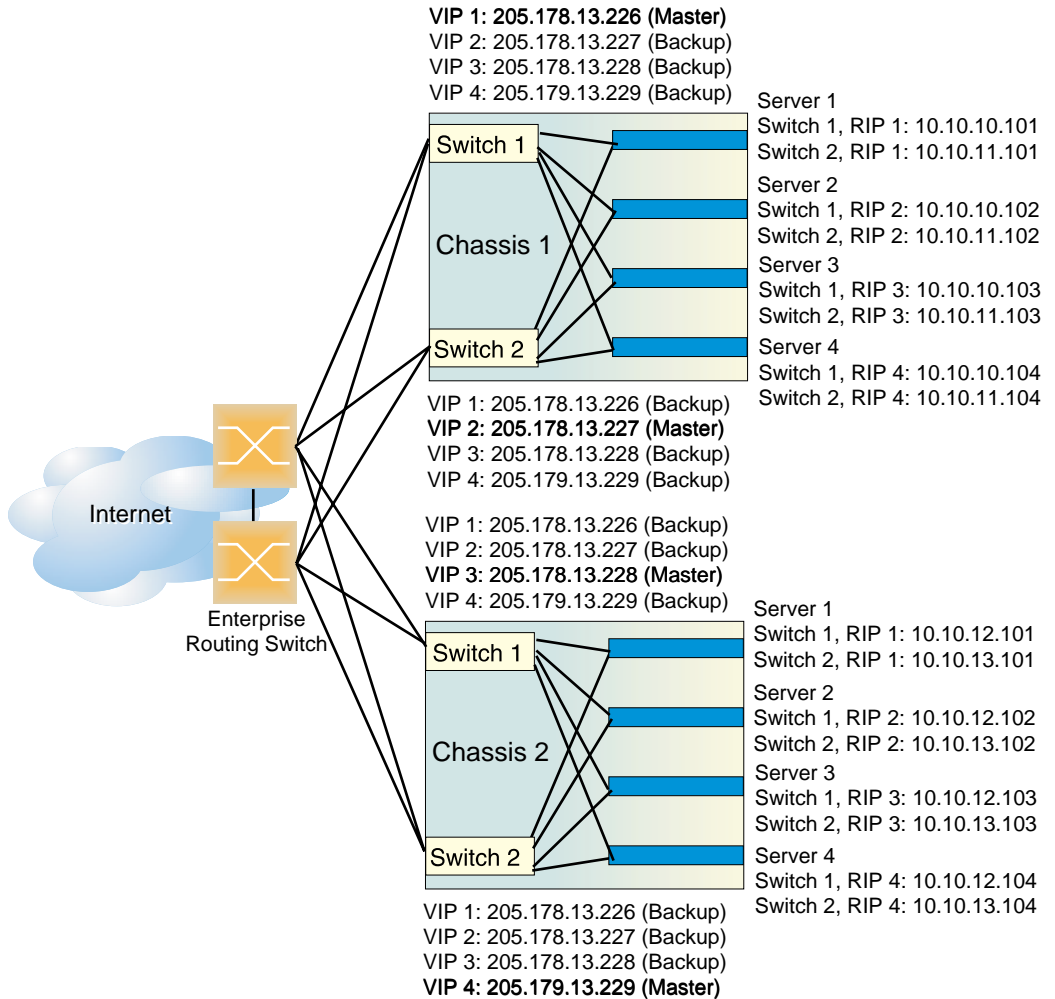 VIP 1: 205.178.13.226 (Master)
VIP 2: 205.178.13.227 (Backup)
VIP 3: 205.178.13.228 (Backup)
VIP 4: 205.179.13.229 (Backup)
Switch 1
Chassis 1
Switch 2
Server 1
Switch 1, RIP 1: 10.10.10.101
Switch 2, RIP 1: 10.10.11.101
Server 2
Switch 1, RIP 2: 10.10.10.102
Switch 2, RIP 2: 10.10.11.102
Server 3
Switch 1, RIP 3: 10.10.10.103
Switch 2, RIP 3: 10.10.11.103
Server 4
Switch 1, RIP 4: 10.10.10.104
Switch 2, RIP 4: 10.10.11.104
VIP 1: 205.178.13.226 (Backup)
VIP 2: 205.178.13.227 (Master)
VIP 3: 205.178.13.228 (Backup)
VIP 4: 205.179.13.229 (Backup)
Internet
Enterprise
Routing Switch
VIP 1: 205.178.13.226 (Backup)
VIP 2: 205.178.13.227 (Backup)
VIP 3: 205.178.13.228 (Master)
VIP 4: 205.179.13.229 (Backup)
Switch 1
Chassis 2
Switch 2
Server 1
Switch 1, RIP 1: 10.10.12.101
Switch 2, RIP 1: 10.10.13.101
Server 2
Switch 1, RIP 2: 10.10.12.102
Switch 2, RIP 2: 10.10.13.102
Server 3
Switch 1, RIP 3: 10.10.12.103
Switch 2, RIP 3: 10.10.13.103
Server 4
Switch 1, RIP 4: 10.10.12.104
Switch 2, RIP 4: 10.10.13.104
VIP 1: 205.178.13.226 (Backup)
VIP 2: 205.178.13.227 (Backup)
VIP 3: 205.178.13.228 (Backup)
VIP 4: 205.179.13.229 (Master)